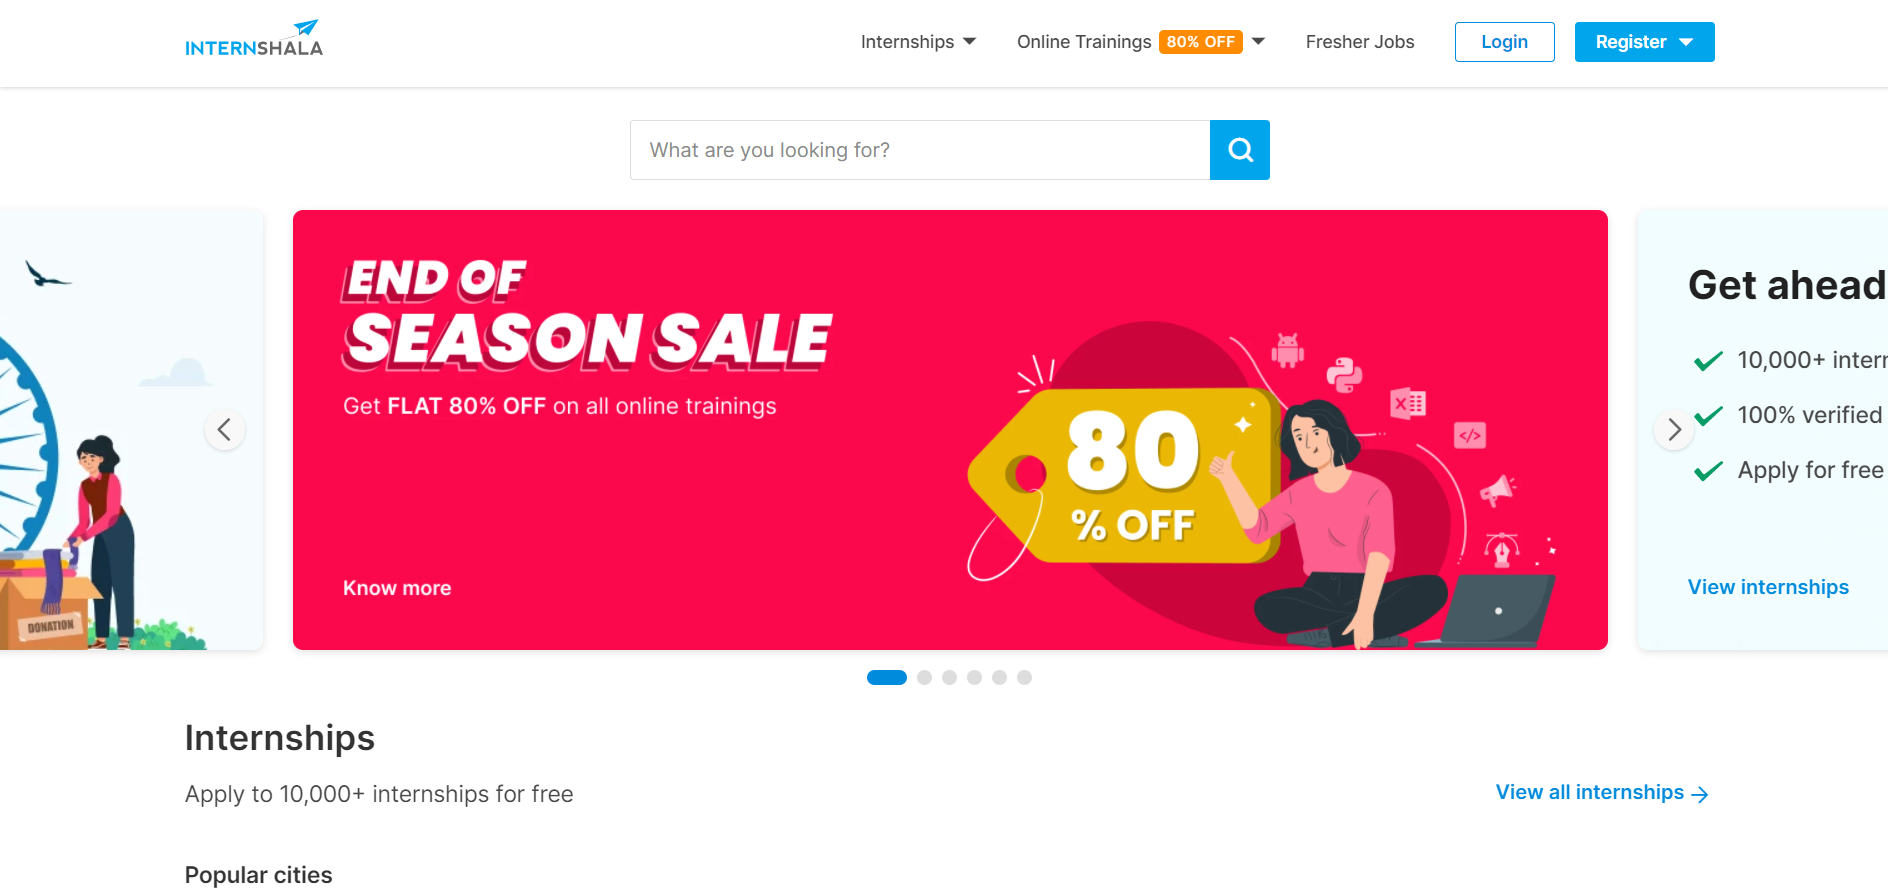 INTERNSHALA
Internships
Online Trainings 80% OFF
Fresher Jobs
Login
Register
What are you looking for?
DONATION
END OF
SEASON SALE
Get FLAT 80% OFF on all online trainings
Know more
80
% OFF
X
</>
Get ahead
10,000+ inter
100% verified
Apply for free
View internships
Internships
Apply to 10,000+ internships for free
View all internships
Popular cities